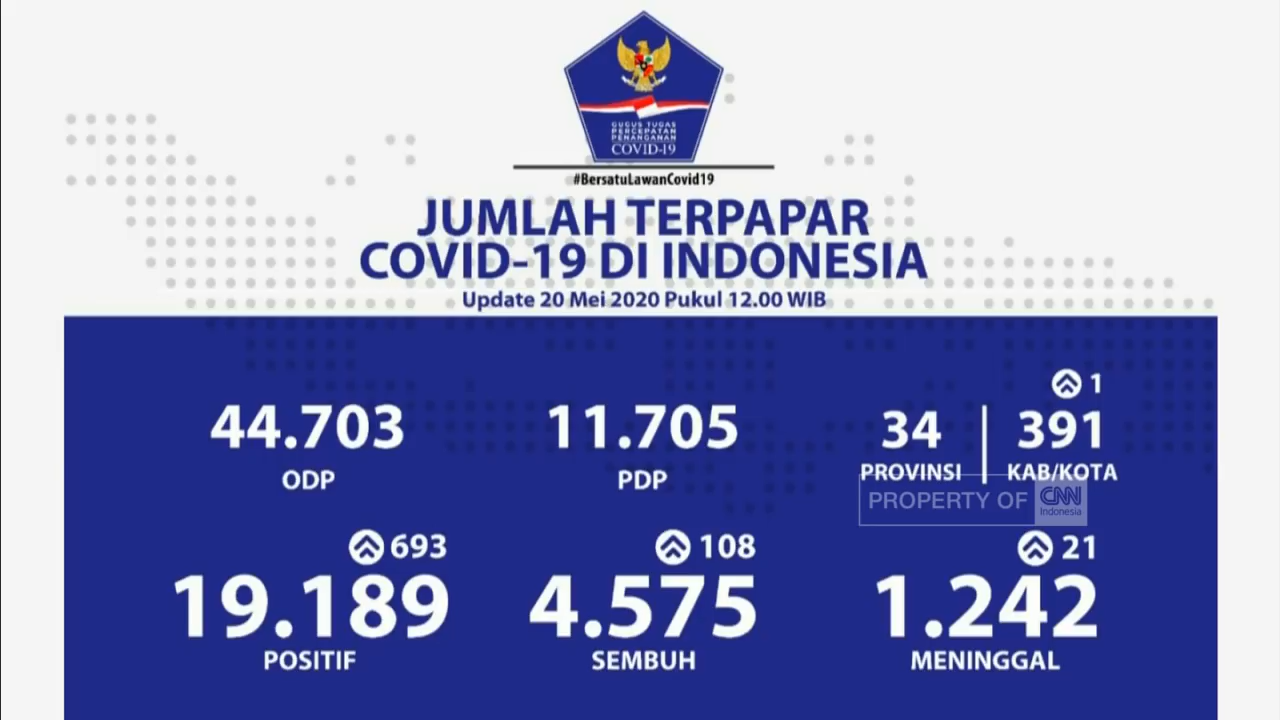 GUGUS TUGAS
PERCEPATAN
PENANGANAN
COVID-19
#BersatuLawanCovid19
JUMLAH TERPAPAR
COVID-19 DI INDONESIA
Update 20 Mei 2020 Pukul 12.00 WIB
44.703
ODP
11.705
PDP
34
PROVINSI
1
391
KAB/KOTA
PROPERTY OF CNN Indonesia
693
19.189
POSITIF
108
4.575
SEMBUH
21
1.242
MENINGGAL